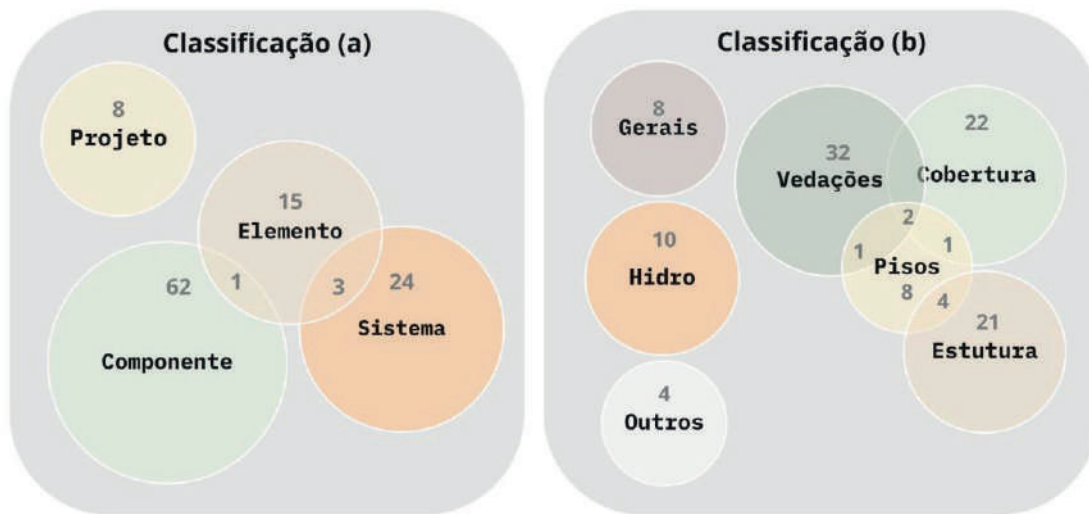 Classificação (a)
8
Projeto
15
Elemento
62
1
3
24
Sistema
Componente
Classificação (b)
8
Gerais
32
Vedações
22
Cobertura
2
10
Hidro
1
1
Pisos
8
4
21
Estutura
4
Outros